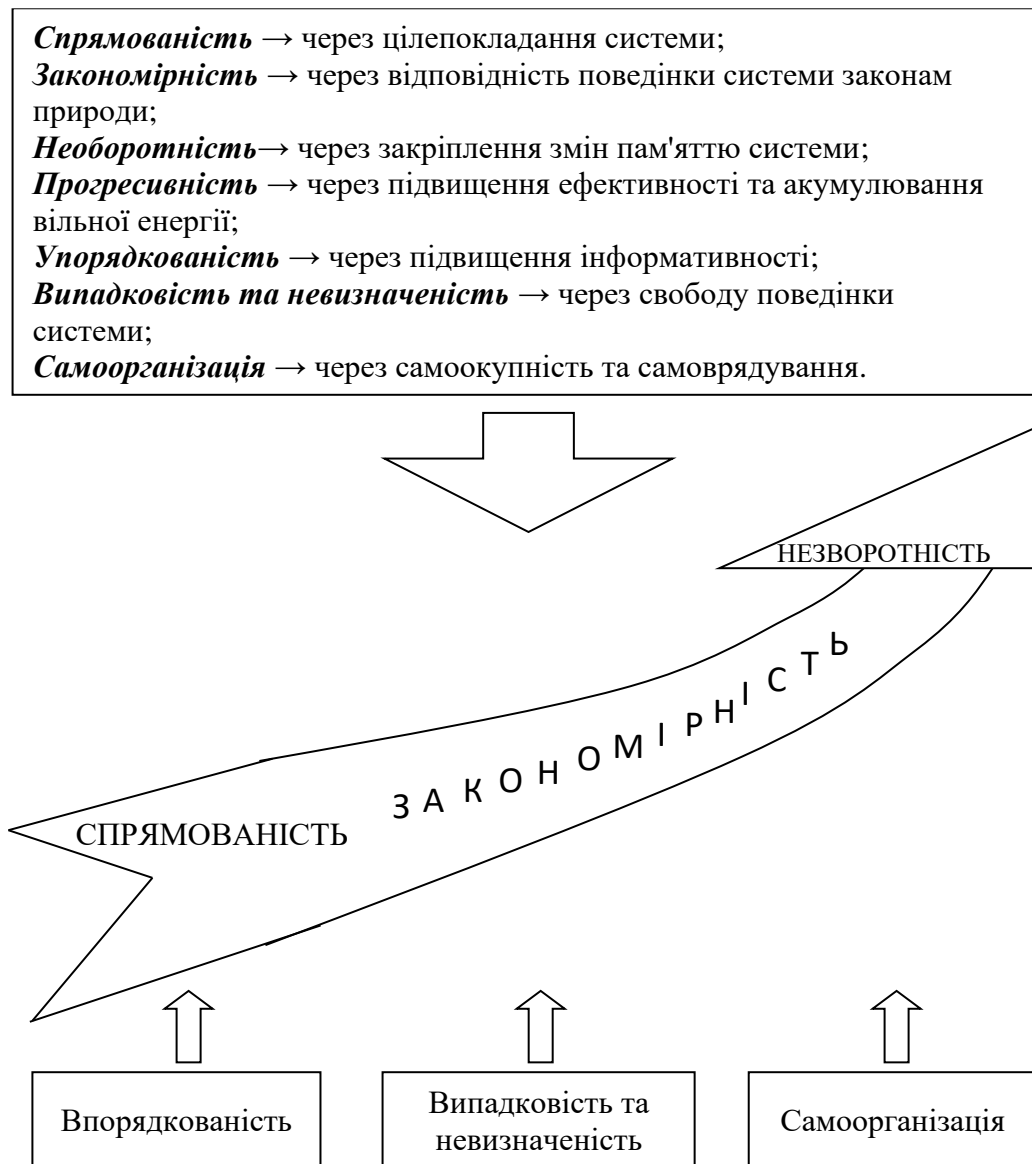 Спрямованість → через цілепокладання системи;
Закономірність → через відповідність поведінки системи законам
природи;
Необоротність→ через закріплення змін пам'яттю системи;
Прогресивність → через підвищення ефективності та акумулювання
вільної енергії;
Упорядкованість → через підвищення інформативності;
Випадковість та невизначеність → через свободу поведінки
системи;
Самоорганізація → через самоокупність та самоврядування.
НЕЗВОРОТНІСТЬ
ЗАКОНОМІРНІСТЬ
СПРЯМОВАНІСТЬ
Впорядкованість
Випадковість та
невизначеність
Самоорганізація